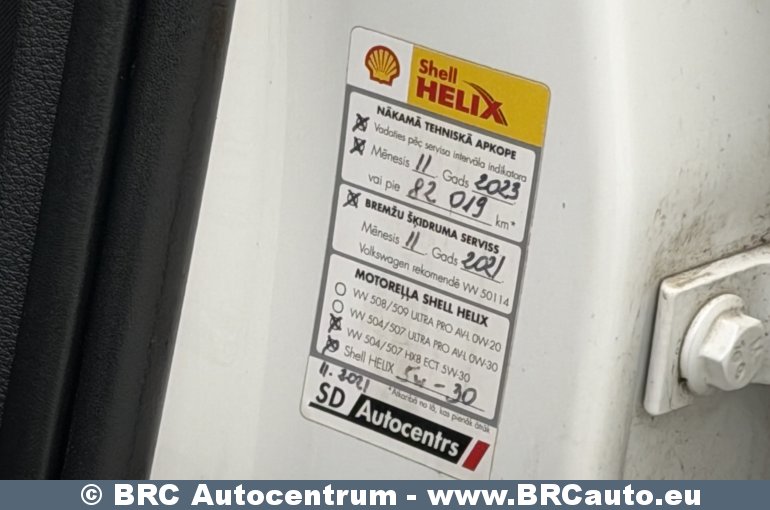 Shell
HELIX
NĀKAMĀ TEHNISKĀ APKOPE
Vadoties pēc servisa intervāla indikatora
Mēnesis 11 Gads 2023
vai pie 82 019 km*
BREMŽU ŠĶIDRUMA SERVISS
Mēnesis 11 Gads 2021
Volkswagen rekomendē VW 50114
MOTOREĻĻA SHELL HELIX
VW 508/509 ULTRA PRO AV-L 0W-20
VW 504/507 ULTRA PRO AV-L 0W-30
VW 504/507 HX8 ECT 5W-30
Shell HELIX 5w-30
11.2021 *Atkarībā no tā, kas pienāk ātrāk
SD Autocentrs
© BRC Autocentrum - www.BRCauto.eu